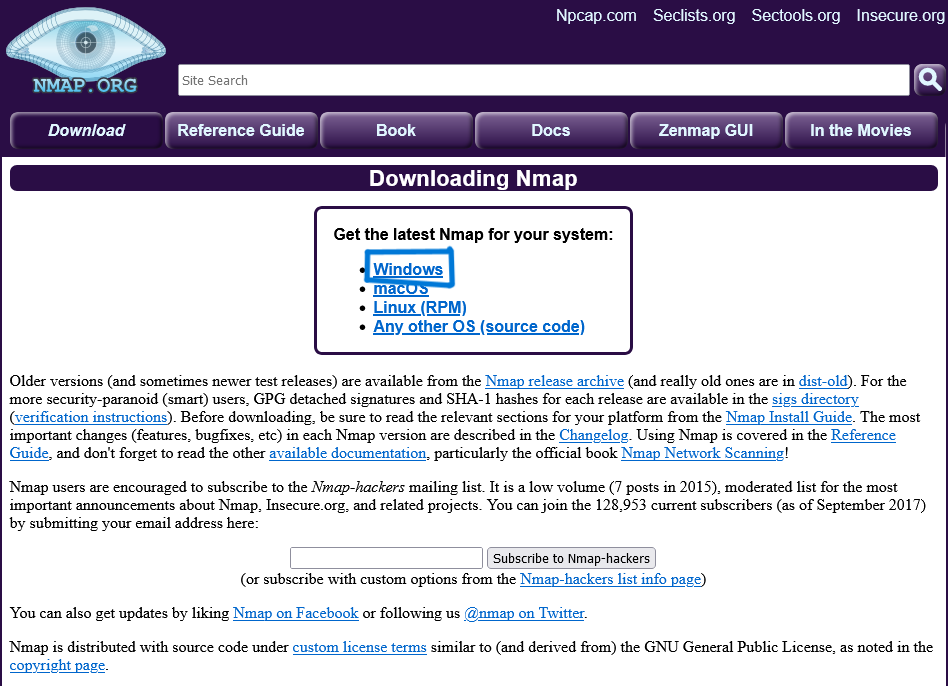 Npcap.com Seclists.org Sectools.org Insecure.org
NMAP.ORG
Site Search
Download Reference Guide Book Docs Zenmap GUI In the Movies
Downloading Nmap
Get the latest Nmap for your system:
• Windows
• macOS
• Linux (RPM)
• Any other OS (source code)
Older versions (and sometimes newer test releases) are available from the Nmap release archive (and really old ones are in dist-old). For the
more security-paranoid (smart) users, GPG detached signatures and SHA-1 hashes for each release are available in the sigs directory
(verification instructions). Before downloading, be sure to read the relevant sections for your platform from the Nmap Install Guide. The most
important changes (features, bugfixes, etc) in each Nmap version are described in the Changelog. Using Nmap is covered in the Reference
Guide, and don't forget to read the other available documentation, particularly the official book Nmap Network Scanning!
Nmap users are encouraged to subscribe to the Nmap-hackers mailing list. It is a low volume (7 posts in 2015), moderated list for the most
important announcements about Nmap, Insecure.org, and related projects. You can join the 128,953 current subscribers (as of September 2017)
by submitting your email address here:
Subscribe to Nmap-hackers
(or subscribe with custom options from the Nmap-hackers list info page)
You can also get updates by liking Nmap on Facebook or following us @nmap on Twitter.
Nmap is distributed with source code under custom license terms similar to (and derived from) the GNU General Public License, as noted in the
copyright page.